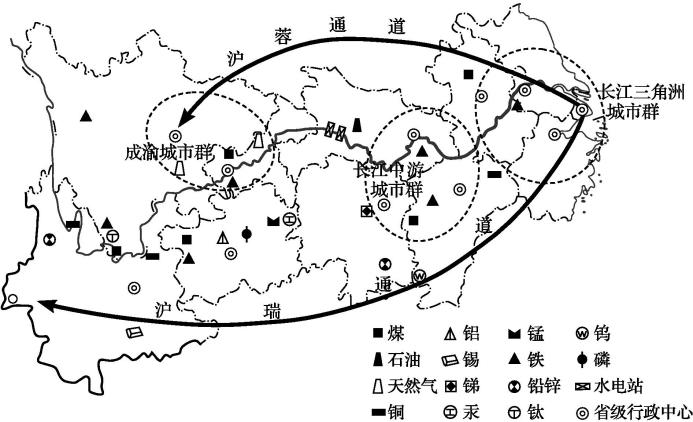 沪蓉通道
长江三角洲
城市群
成渝城市群
长江中游
城市群
沪瑞通道
煤 铝 锰 钨
石油 锡 铁 磷
天然气 锑 铅锌 水电站
铜 汞 钛 省级行政中心